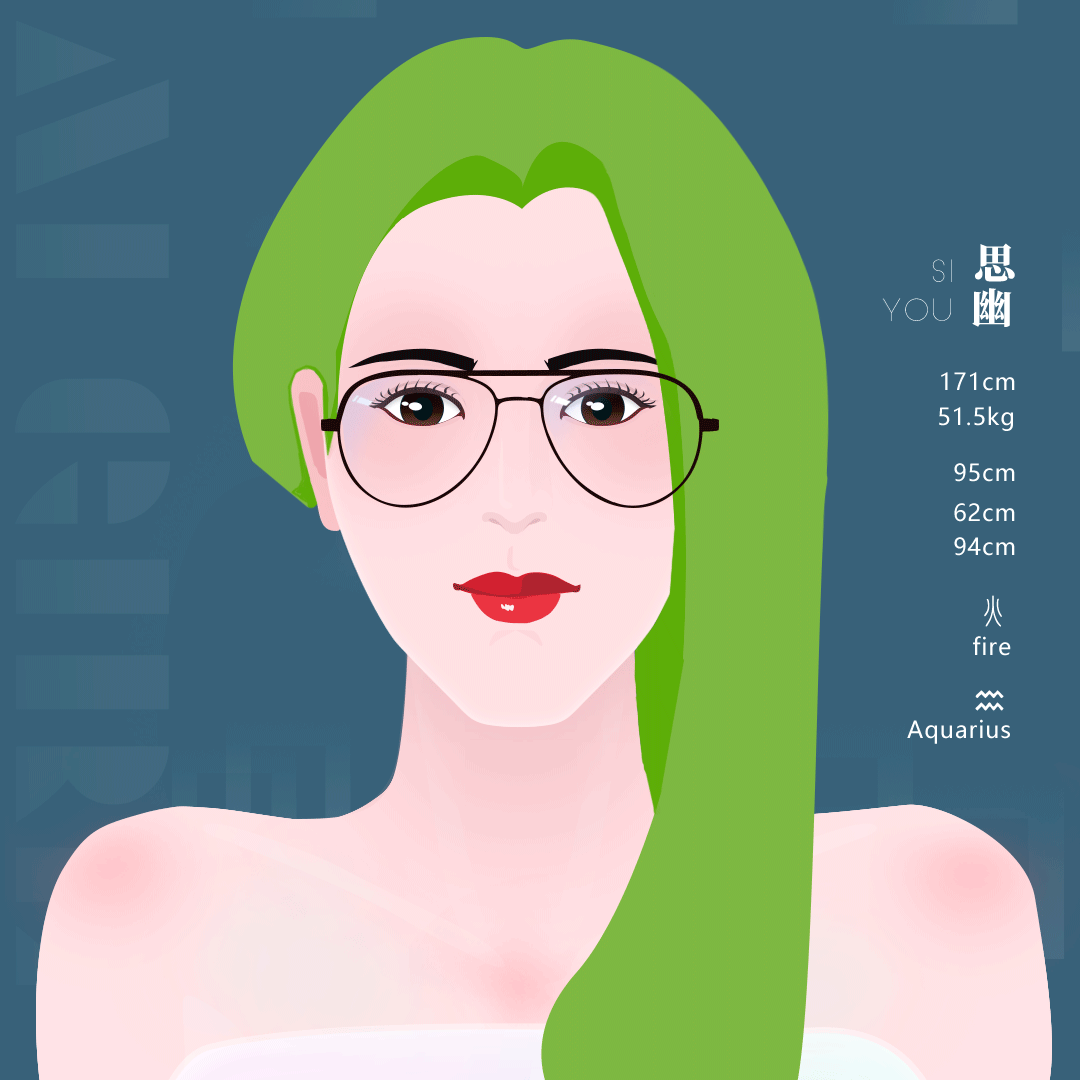 思幽
SI
YOU
171cm
51.5kg
95cm
62cm
94cm
火
fire
♒
Aquarius